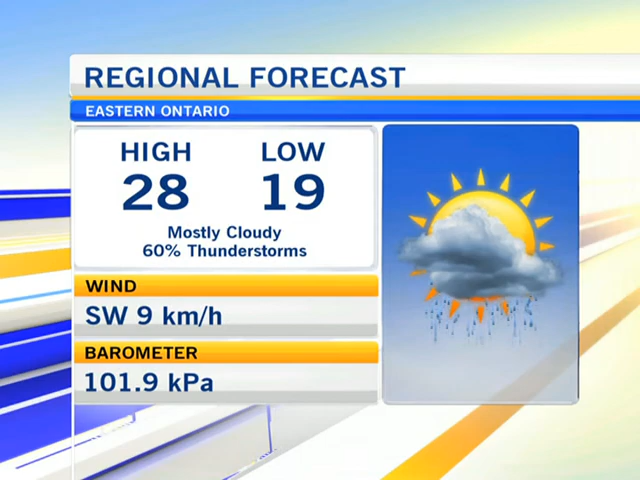 REGIONAL FORECAST
EASTERN ONTARIO
HIGH LOW
28 19
Mostly Cloudy
60% Thunderstorms
WIND
SW 9 km/h
BAROMETER
101.9 kPa